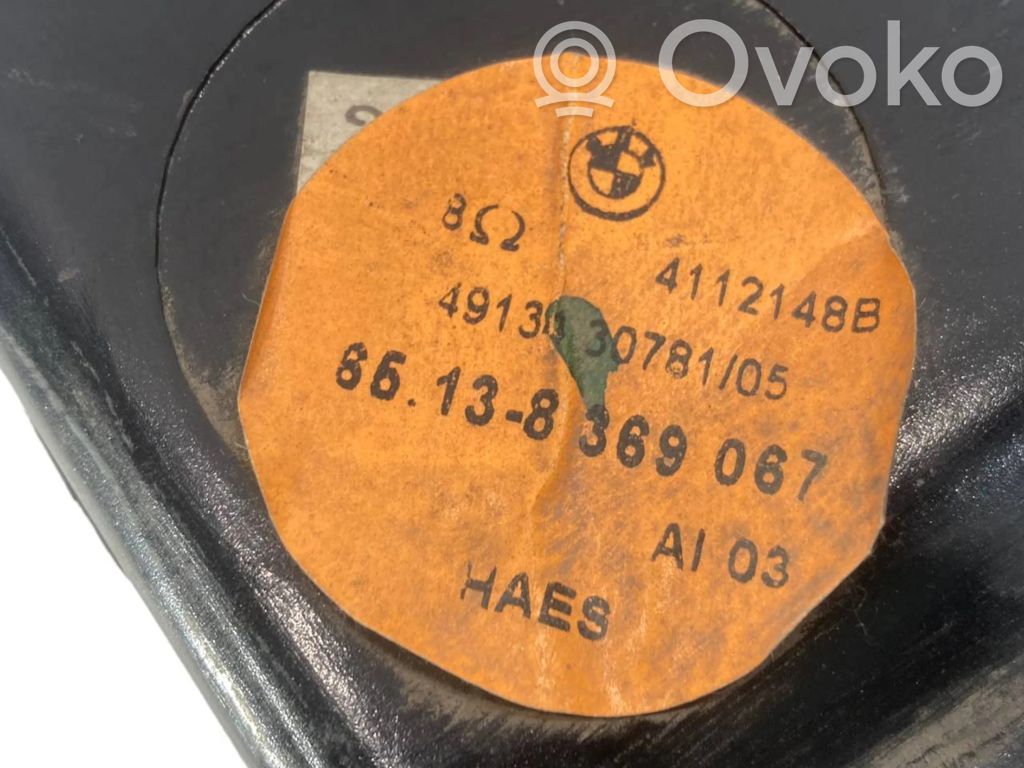 Ovoko
8Ω
4112148B
49130 30781/05
65.13-8 369 067
AI 03
HAES